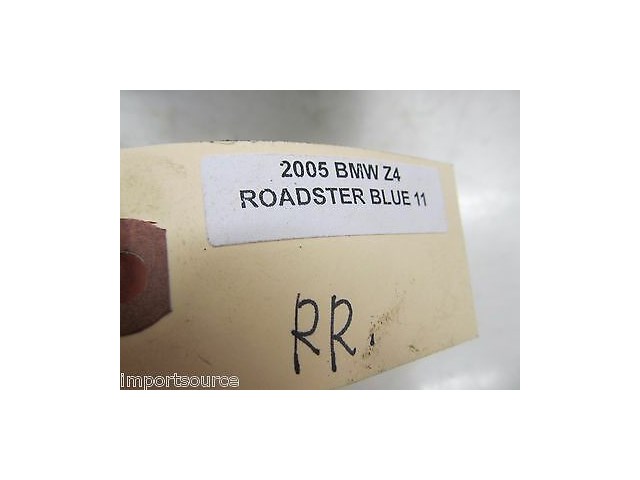 2005 BMW Z4
ROADSTER BLUE 11
RR.
importsource